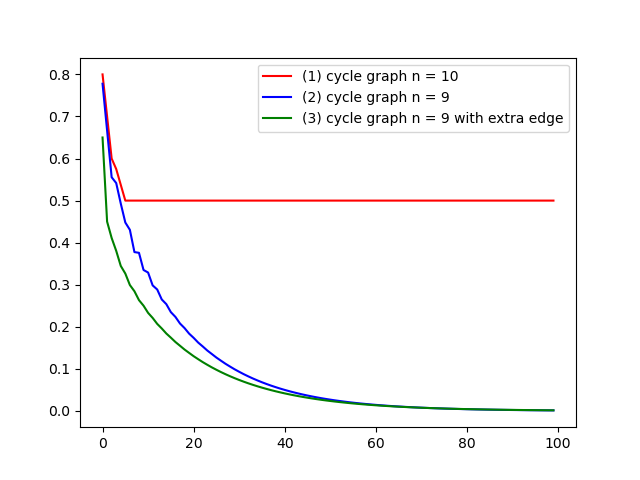 (1) cycle graph n = 10
(2) cycle graph n = 9
(3) cycle graph n = 9 with extra edge
0.8
0.7
0.6
0.5
0.4
0.3
0.2
0.1
0.0
0 20 40 60 80 100